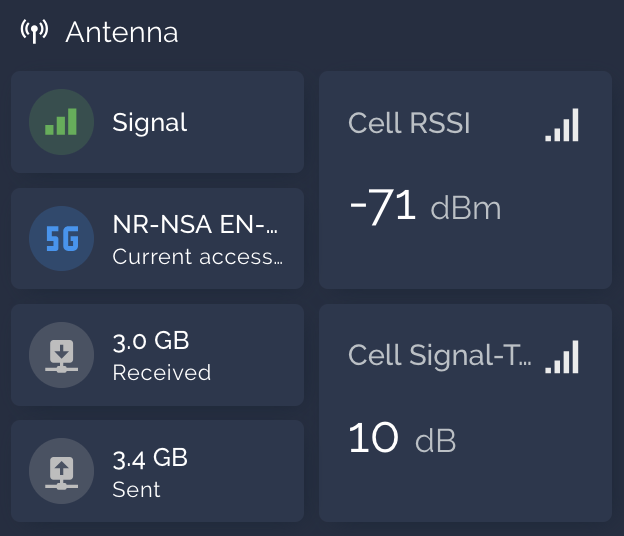 Antenna
Signal
5G
NR-NSA EN-...
Current access...
3.0 GB
Received
3.4 GB
Sent
Cell RSSI
-71 dBm
Cell Signal-T...
10 dB